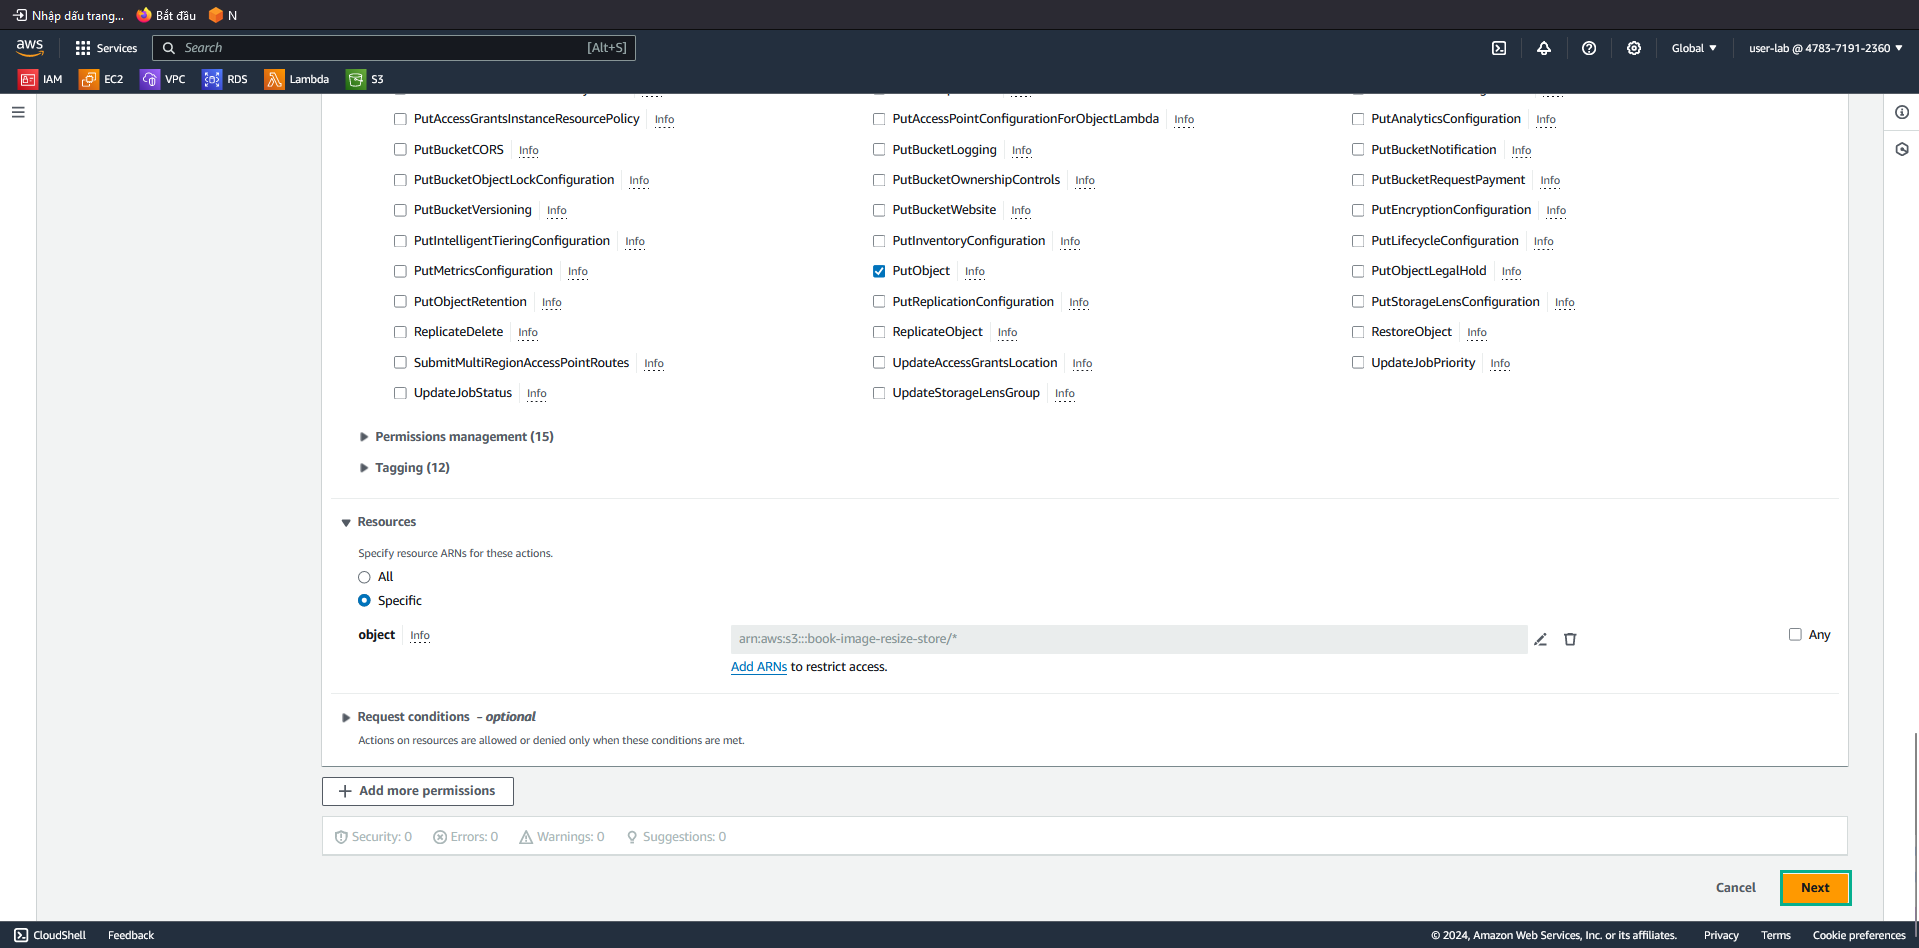 Nhập dấu trang... Bắt đầu N
aws Services Search [Alt+S] Global user-lab @ 4783-7191-2360
IAM EC2 VPC RDS Lambda S3
PutAccessGrantsInstanceResourcePolicy Info PutAccessPointConfigurationForObjectLambda Info PutAnalyticsConfiguration Info
PutBucketCORS Info PutBucketLogging Info PutBucketNotification Info
PutBucketObjectLockConfiguration Info PutBucketOwnershipControls Info PutBucketRequestPayment Info
PutBucketVersioning Info PutBucketWebsite Info PutEncryptionConfiguration Info
PutIntelligentTieringConfiguration Info PutInventoryConfiguration Info PutLifecycleConfiguration Info
PutMetricsConfiguration Info PutObject Info PutObjectLegalHold Info
PutObjectRetention Info PutReplicationConfiguration Info PutStorageLensConfiguration Info
ReplicateDelete Info ReplicateObject Info RestoreObject Info
SubmitMultiRegionAccessPointRoutes Info UpdateAccessGrantsLocation Info UpdateJobPriority Info
UpdateJobStatus Info UpdateStorageLensGroup Info
Permissions management (15)
Tagging (12)
Resources
Specify resource ARNs for these actions.
All
Specific
object Info arn:aws:s3:::book-image-resize-store/* Any
Add ARNs to restrict access.
Request conditions - optional
Actions on resources are allowed or denied only when these conditions are met.
Add more permissions
Security: 0 Errors: 0 Warnings: 0 Suggestions: 0
Cancel Next
CloudShell Feedback © 2024, Amazon Web Services, Inc. or its affiliates. Privacy Terms Cookie preferences